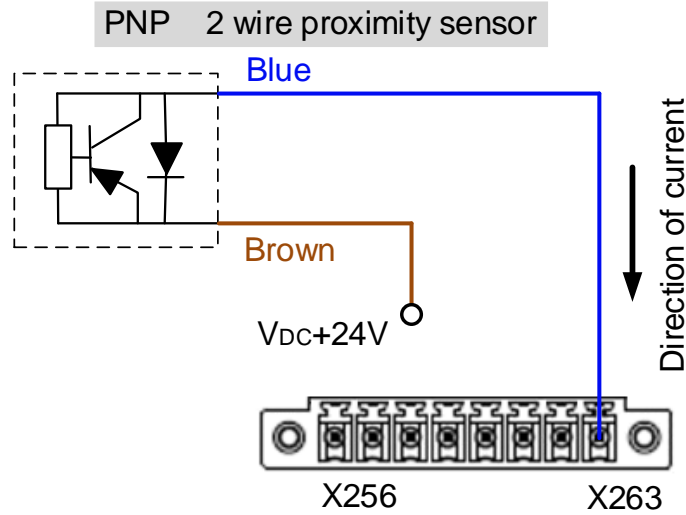 PNP 2 wire proximity sensor
Blue
Brown
VDC+24V
Direction of current
X256
X263